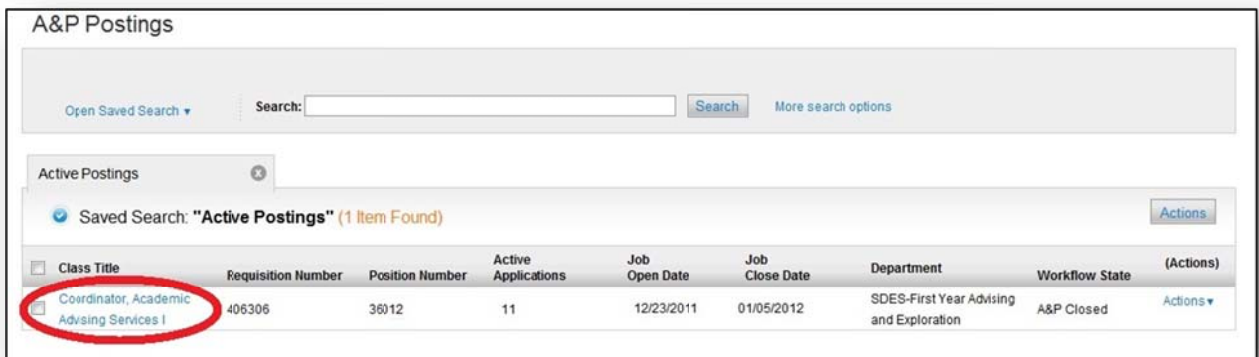 A&P Postings
Open Saved Search ▾ Search: Search More search options
Active Postings
Saved Search: "Active Postings" (1 Item Found) Actions
Class Title Requisition Number Position Number Active Applications Job Open Date Job Close Date Department Workflow State (Actions)
Coordinator, Academic Advising Services I 406306 36012 11 12/23/2011 01/05/2012 SDES-First Year Advising and Exploration A&P Closed Actions ▾